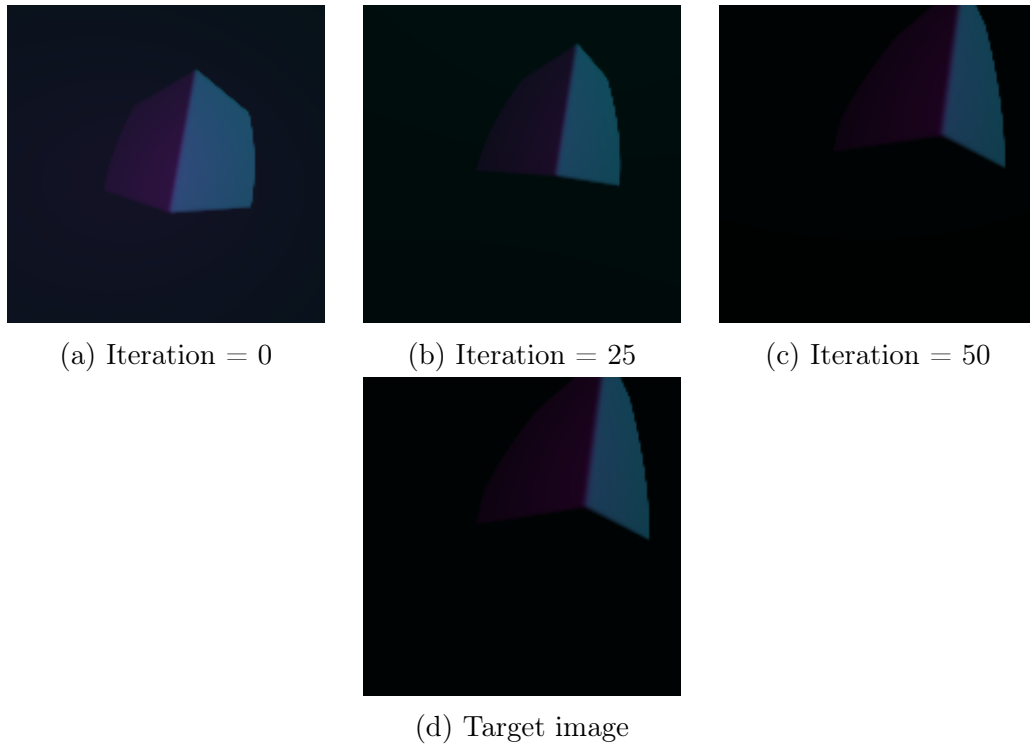 (a) Iteration = 0
(b) Iteration = 25
(c) Iteration = 50
(d) Target image